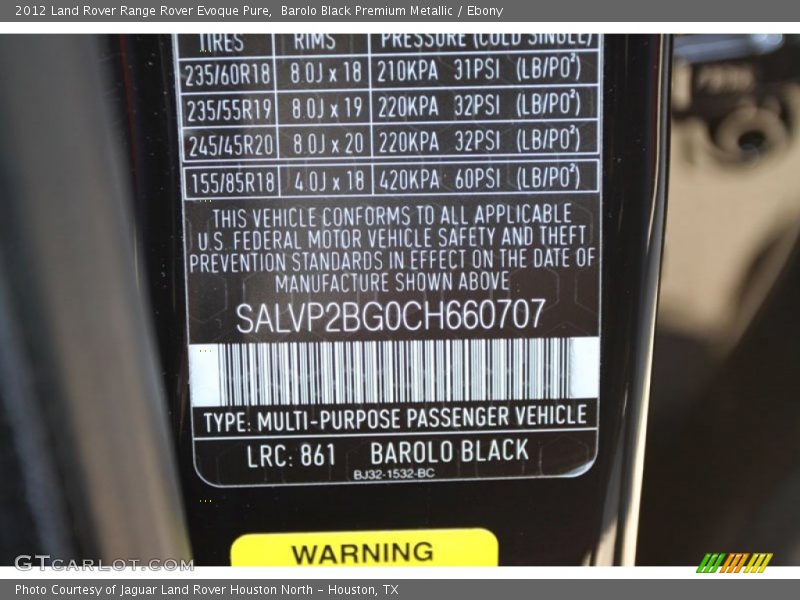 2012 Land Rover Range Rover Evoque Pure, Barolo Black Premium Metallic / Ebony
TIRES RIMS PRESSURE (COLD SINGLE)
235/60R18 8.0J x 18 210KPA 31PSI (LB/PO²)
235/55R19 8.0J x 19 220KPA 32PSI (LB/PO²)
245/45R20 8.0J x 20 220KPA 32PSI (LB/PO²)
155/85R18 4.0J x 18 420KPA 60PSI (LB/PO²)
THIS VEHICLE CONFORMS TO ALL APPLICABLE
U.S. FEDERAL MOTOR VEHICLE SAFETY AND THEFT
PREVENTION STANDARDS IN EFFECT ON THE DATE OF
MANUFACTURE SHOWN ABOVE
SALVP2BG0CH660707
TYPE: MULTI-PURPOSE PASSENGER VEHICLE
LRC: 861 BAROLO BLACK
BJ32-1532-BC
WARNING
GTCARLOT.COM
Photo Courtesy of Jaguar Land Rover Houston North - Houston, TX